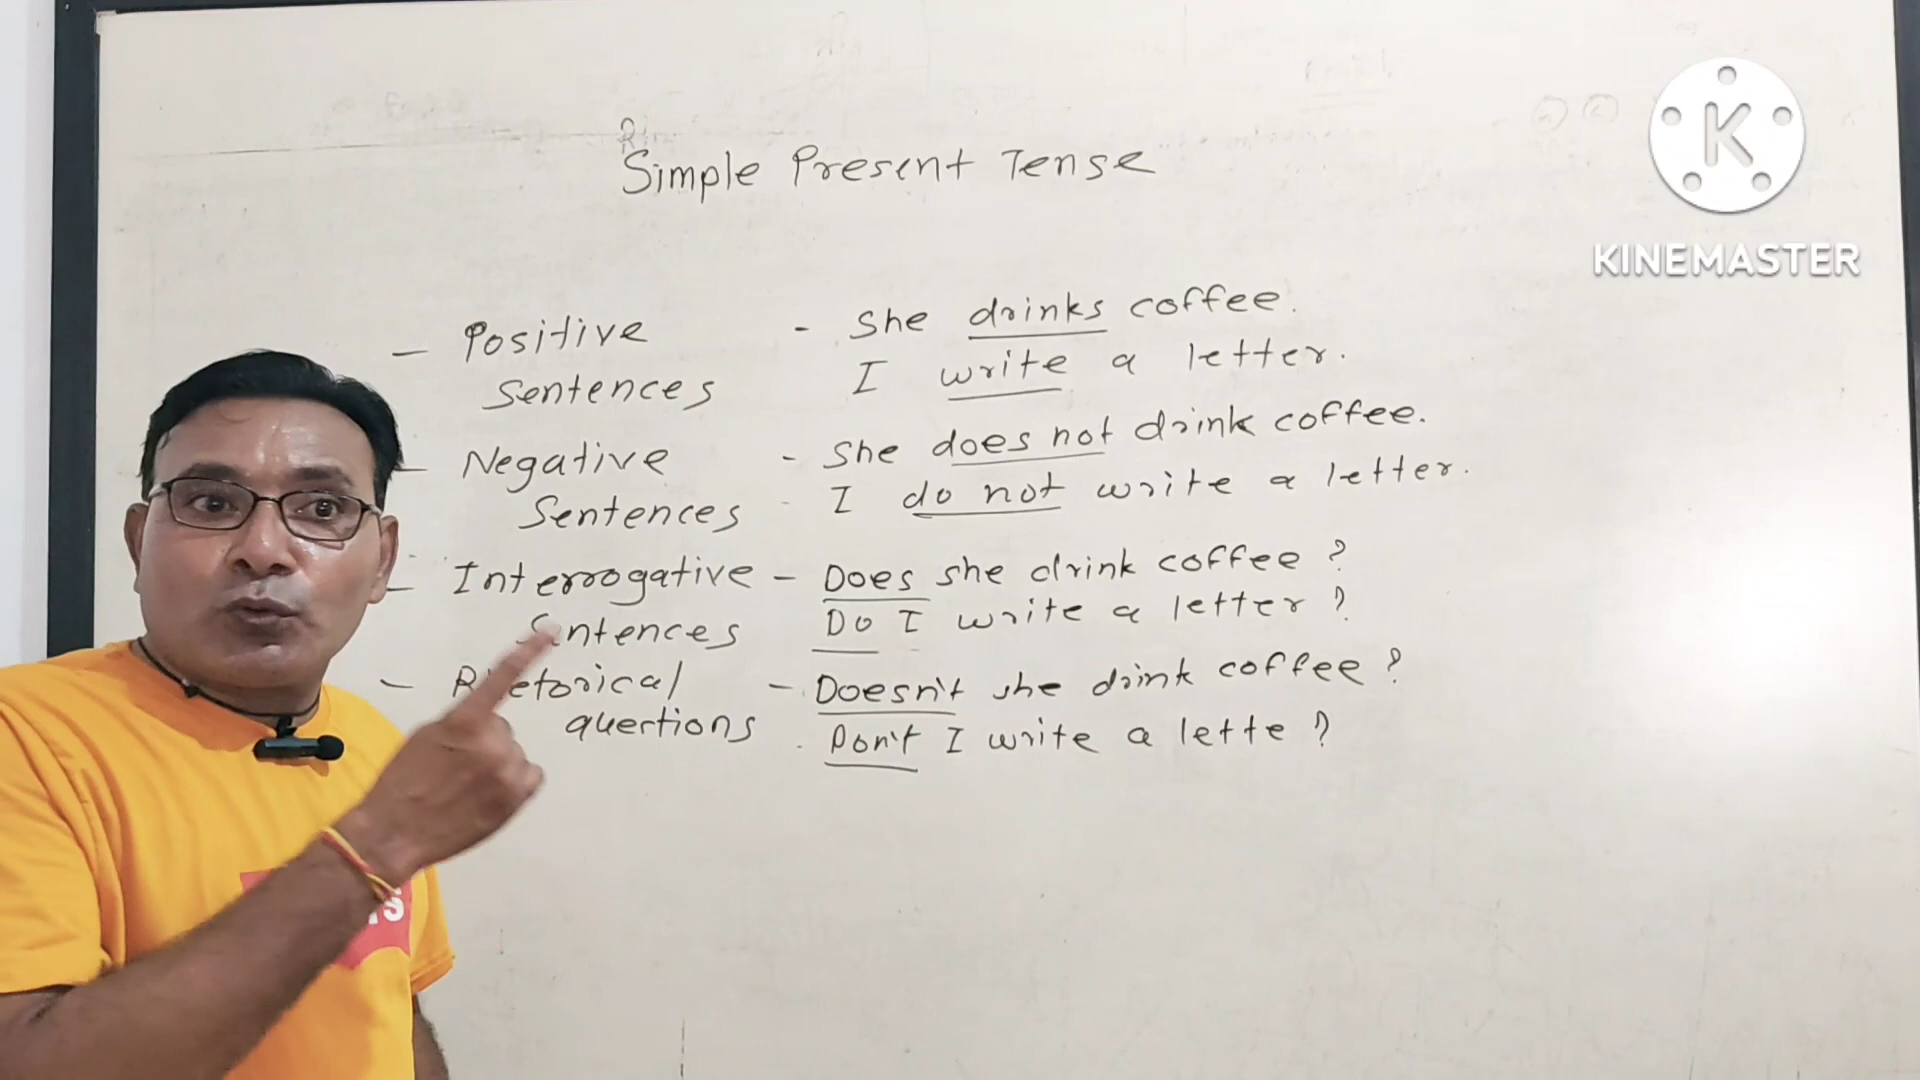 Simple Present Tense
K
KINEMASTER
- Positive Sentences - She drinks coffee.
I write a letter.
- Negative Sentences - She does not drink coffee.
- I do not write a letter.
- Interrogative Sentences - Does she drink coffee?
Do I write a letter?
- Rhetorical questions - Doesn't she drink coffee?
. Don't I write a lette?